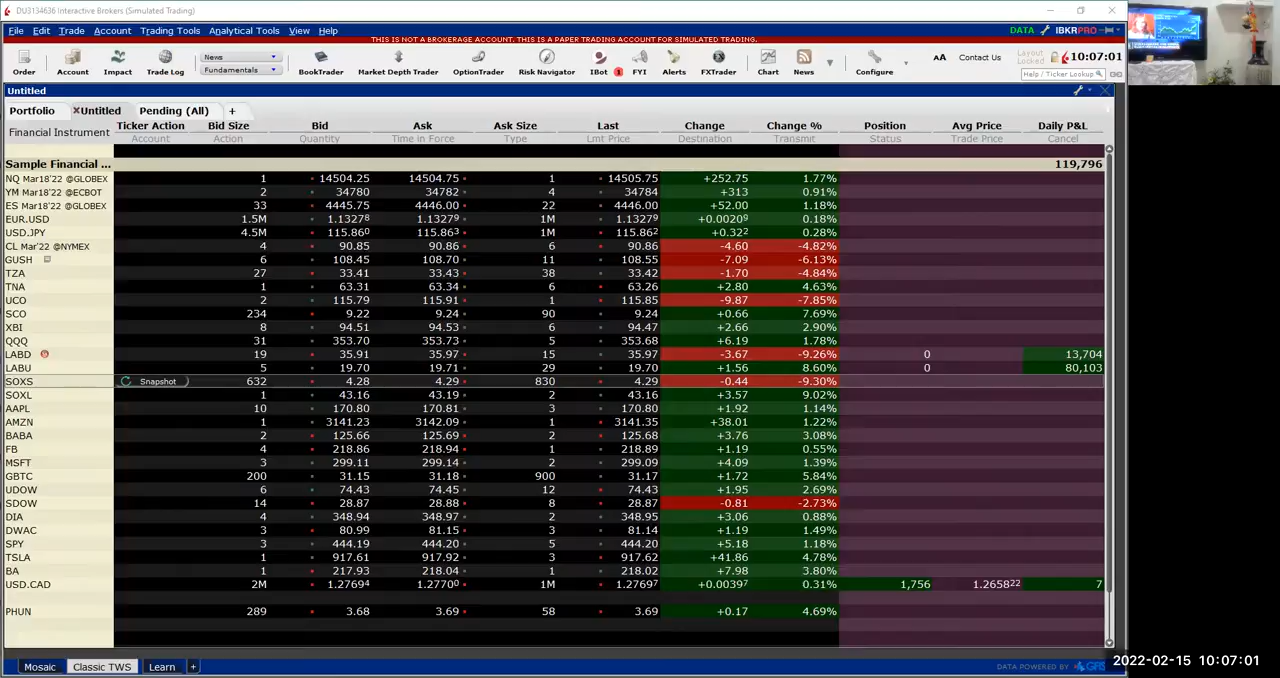 DU3134636 Interactive Brokers (Simulated Trading)
File Edit Trade Account Trading Tools Analytical Tools View Help DATA IBKRPRO
THIS IS NOT A BROKERAGE ACCOUNT. THIS IS A PAPER TRADING ACCOUNT FOR SIMULATED TRADING.
Order Account Impact Trade Log News Fundamentals BookTrader Market Depth Trader OptionTrader Risk Navigator IBot 1 FYI Alerts FXTrader Chart News Configure AA Contact Us Layout Locked 10:07:01
Help / Ticker Lookup
Untitled
Portfolio Untitled Pending (All) +
Financial Instrument Ticker Action Bid Size Bid Ask Ask Size Last Change Change % Position Avg Price Daily P&L
Account Action Quantity Time in Force Type Lmt Price Destination Transmit Status Trade Price Cancel
Sample Financial ... 119,796
NQ Mar18'22 @GLOBEX 1 14504.25 14504.75 1 14505.75 +252.75 1.77%
YM Mar18'22 @ECBOT 2 34780 34782 4 34784 +313 0.91%
ES Mar18'22 @GLOBEX 33 4445.75 4446.00 22 4446.00 +52.00 1.18%
EUR.USD 1.5M 1.1327⁸ 1.1327⁹ 1M 1.1327⁹ +0.0020⁹ 0.18%
USD.JPY 4.5M 115.86⁰ 115.86³ 1M 115.86² +0.32² 0.28%
CL Mar'22 @NYMEX 4 90.85 90.86 6 90.86 -4.60 -4.82%
GUSH 6 108.45 108.70 11 108.55 -7.09 -6.13%
TZA 27 33.41 33.43 38 33.42 -1.70 -4.84%
TNA 1 63.31 63.34 6 63.26 +2.80 4.63%
UCO 2 115.79 115.91 1 115.85 -9.87 -7.85%
SCO 234 9.22 9.24 90 9.24 +0.66 7.69%
XBI 8 94.51 94.53 6 94.47 +2.66 2.90%
QQQ 31 353.70 353.73 5 353.68 +6.19 1.78%
LABD 19 35.91 35.97 15 35.97 -3.67 -9.26% 0 13,704
LABU 5 19.70 19.71 29 19.70 +1.56 8.60% 0 80,103
SOXS Snapshot 632 4.28 4.29 830 4.29 -0.44 -9.30%
SOXL 1 43.16 43.19 2 43.16 +3.57 9.02%
AAPL 10 170.80 170.81 3 170.80 +1.92 1.14%
AMZN 1 3141.23 3142.09 1 3141.35 +38.01 1.22%
BABA 2 125.66 125.69 2 125.68 +3.76 3.08%
FB 4 218.86 218.94 1 218.89 +1.19 0.55%
MSFT 3 299.11 299.14 2 299.09 +4.09 1.39%
GBTC 200 31.15 31.18 900 31.17 +1.72 5.84%
UDOW 6 74.43 74.45 12 74.43 +1.95 2.69%
SDOW 14 28.87 28.88 8 28.87 -0.81 -2.73%
DIA 4 348.94 348.97 2 348.95 +3.06 0.88%
DWAC 3 80.99 81.15 3 81.14 +1.19 1.49%
SPY 3 444.19 444.20 5 444.20 +5.18 1.18%
TSLA 1 917.61 917.92 3 917.62 +41.86 4.78%
BA 1 217.93 218.04 1 218.02 +7.98 3.80%
USD.CAD 2M 1.2769⁴ 1.2770⁰ 1M 1.2769⁷ +0.0039⁷ 0.31% 1,756 1.2658²² 7
PHUN 289 3.68 3.69 58 3.69 +0.17 4.69%
Mosaic Classic TWS Learn + DATA POWERED BY GFIS
2022-02-15 10:07:01